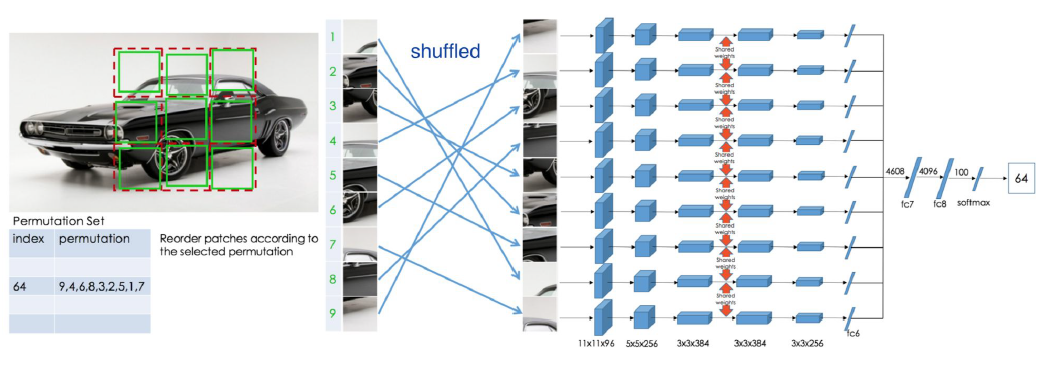 shuffled
Permutation Set
index permutation
64 9,4,6,8,3,2,5,1,7
Reorder patches according to
the selected permutation
1
2
3
4
5
6
7
8
9
Shared
weights
Shared
weights
Shared
weights
Shared
weights
Shared
weights
Shared
weights
Shared
weights
Shared
weights
11x11x96 5x5x256 3x3x384 3x3x384 3x3x256
fc6
4608 4096 100
fc7 fc8 softmax
64